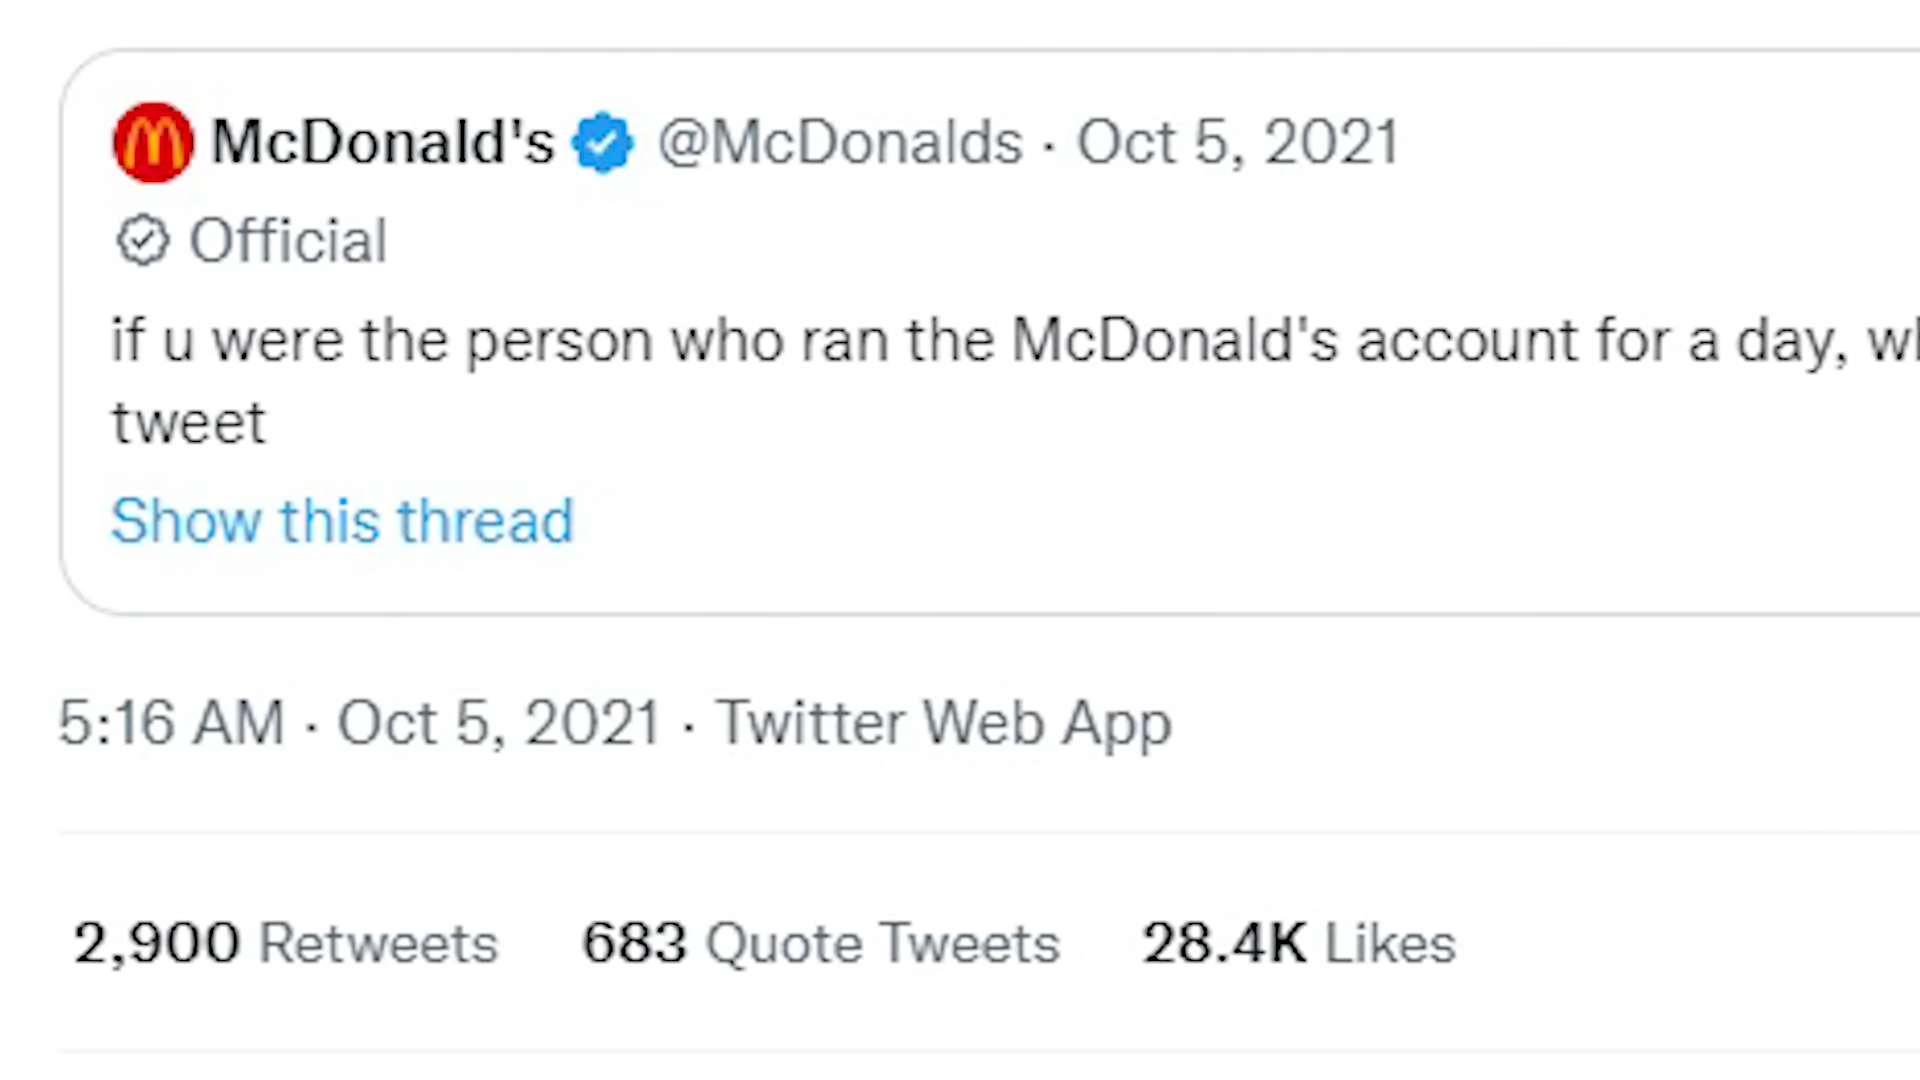 McDonald's @McDonalds · Oct 5, 2021
Official
if u were the person who ran the McDonald's account for a day, 
tweet
Show this thread
5:16 AM · Oct 5, 2021 · Twitter Web App
2,900 Retweets 683 Quote Tweets 28.4K Likes